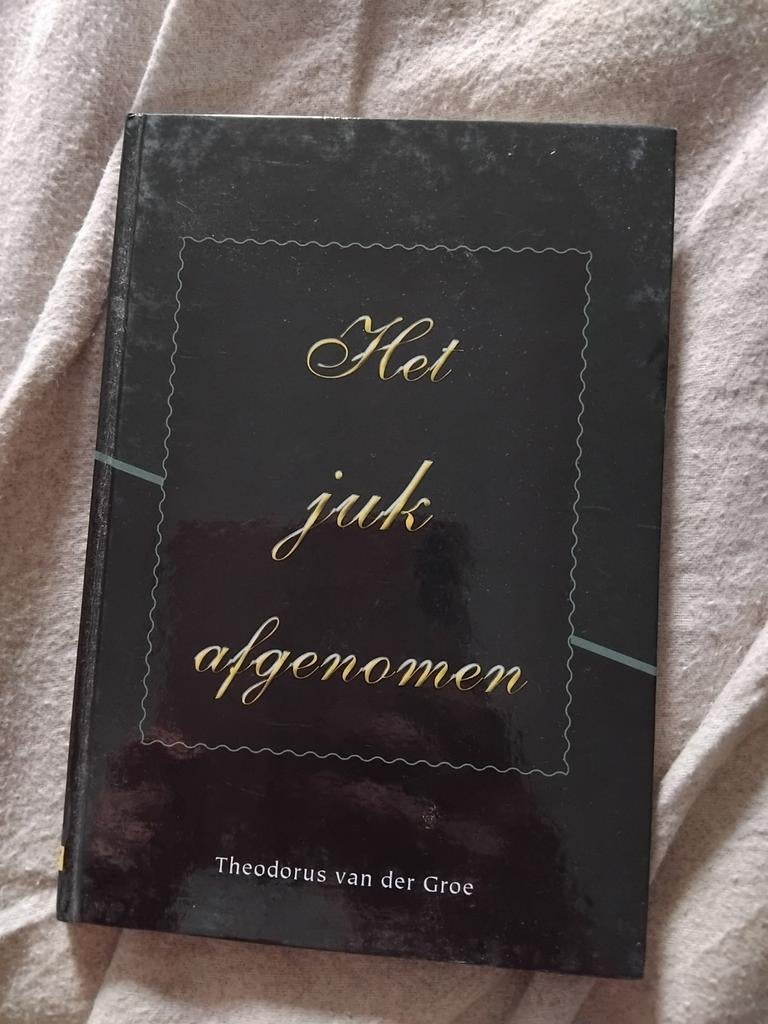 Het
juk
afgenomen
Theodorus van der Groe